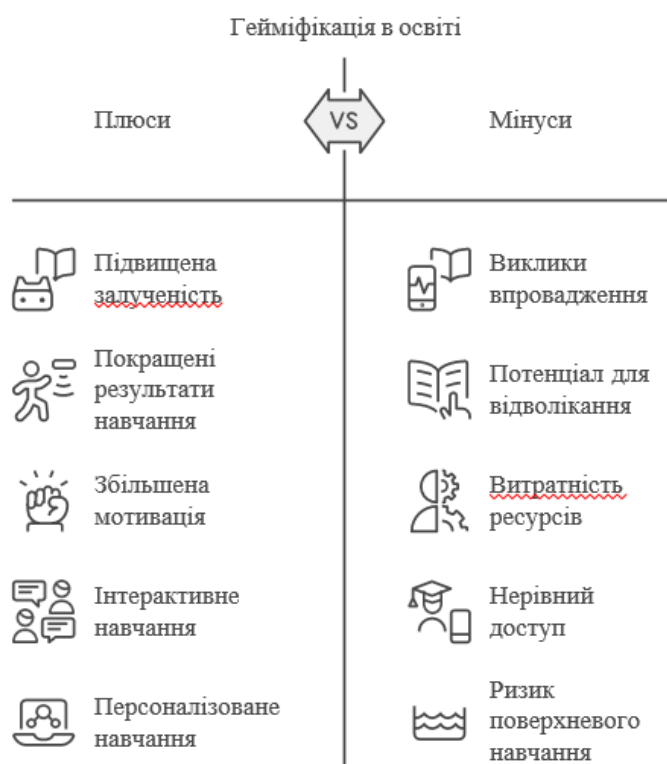 Гейміфікація в освіті
Плюси
VS
Мінуси
Підвищена
залученість
Покращені
результати
навчання
Збільшена
мотивація
Інтерактивне
навчання
Персоналізоване
навчання
Виклики
впровадження
Потенціал для
відволікання
Витратність
ресурсів
Нерівний
доступ
Ризик
поверхневого
навчання